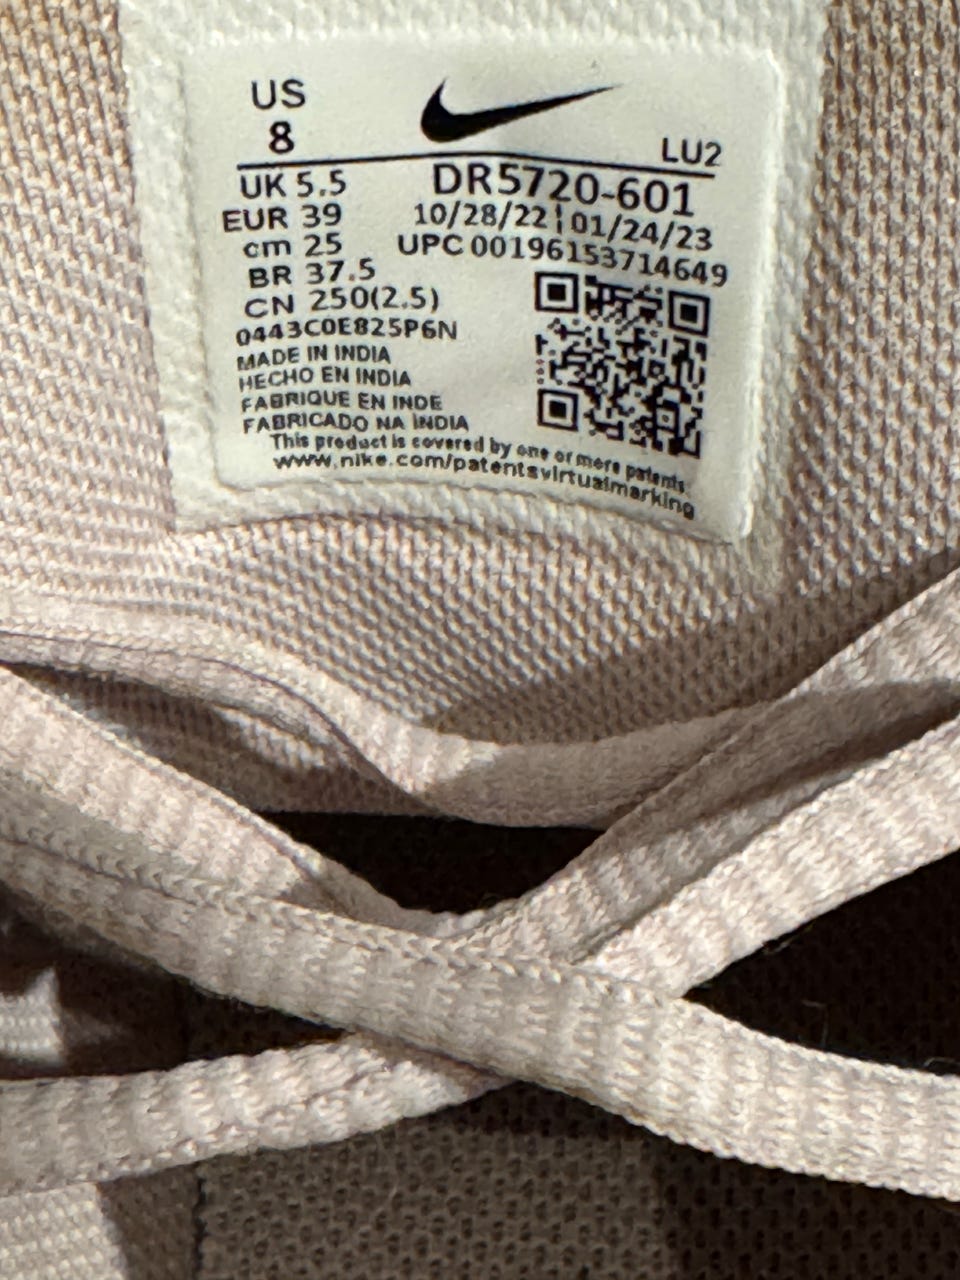 US
8
LU2
UK 5.5
DR5720-601
EUR 39
10/28/22 ¦ 01/24/23
cm 25
UPC 00196153714649
BR 37.5
CN 250(2.5)
0443C0E825P6N
MADE IN INDIA
HECHO EN INDIA
FABRIQUE EN INDE
FABRICADO NA INDIA
This product is covered by one or more patents.
www.nike.com/patentsvirtualmarking